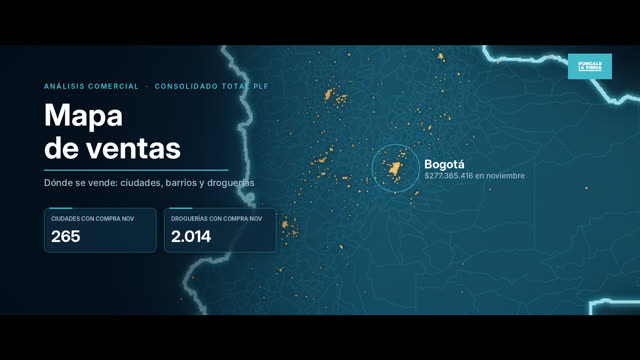 ANÁLISIS COMERCIAL · CONSOLIDADO TOTAL PLF
PÓNGALE
LA FIRMA
Mapa
de ventas
Dónde se vende: ciudades, barrios y droguerías
Bogotá
$277.365.416 en noviembre
CIUDADES CON COMPRA NOV
265
DROGUERÍAS CON COMPRA NOV
2.014